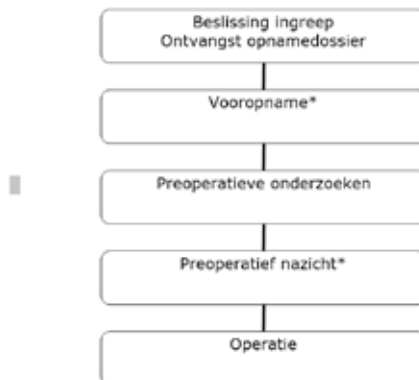 Beslissing ingreep
Ontvangst opnamedossier
Vooropname*
Preoperatieve onderzoeken
Preoperatief nazicht*
Operatie